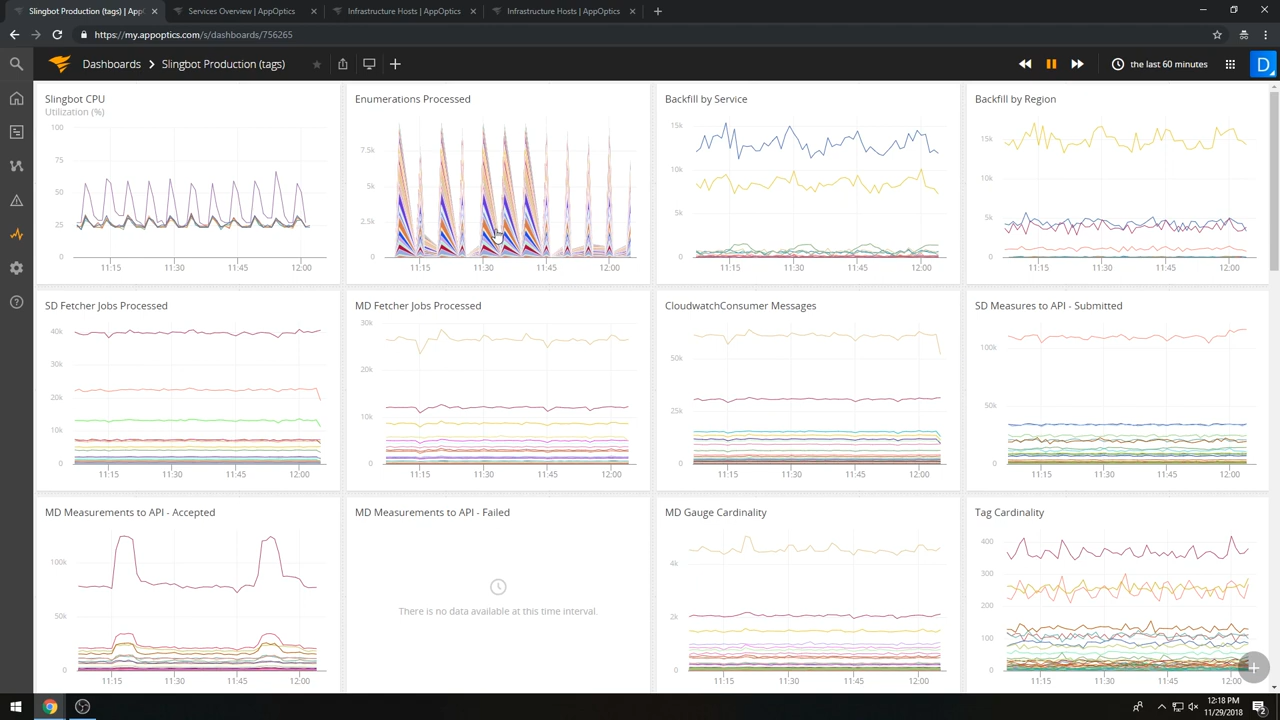 Slingbot Production (tags) | App
Services Overview | AppOptics
Infrastructure Hosts | AppOptics
Infrastructure Hosts | AppOptics
https://my.appoptics.com/s/dashboards/756265
Dashboards > Slingbot Production (tags)
the last 60 minutes
D
Slingbot CPU
Utilization (%)
100
75
50
25
0
11:15 11:30 11:45 12:00
Enumerations Processed
7.5k
5k
2.5k
0
11:15 11:30 11:45 12:00
Backfill by Service
15k
10k
5k
0
11:15 11:30 11:45 12:00
Backfill by Region
15k
10k
5k
0
11:15 11:30 11:45 12:00
SD Fetcher Jobs Processed
40k
30k
20k
10k
0
11:15 11:30 11:45 12:00
MD Fetcher Jobs Processed
30k
20k
10k
0
11:15 11:30 11:45 12:00
CloudwatchConsumer Messages
50k
25k
0
11:15 11:30 11:45 12:00
SD Measures to API - Submitted
100k
50k
0
11:15 11:30 11:45 12:00
MD Measurements to API - Accepted
100k
50k
0
11:15 11:30 11:45 12:00
MD Measurements to API - Failed
There is no data available at this time interval.
MD Gauge Cardinality
4k
2k
0
11:15 11:30 11:45 12:00
Tag Cardinality
400
300
200
100
0
11:15 11:30 11:45 12:00
12:18 PM
11/29/2018
2